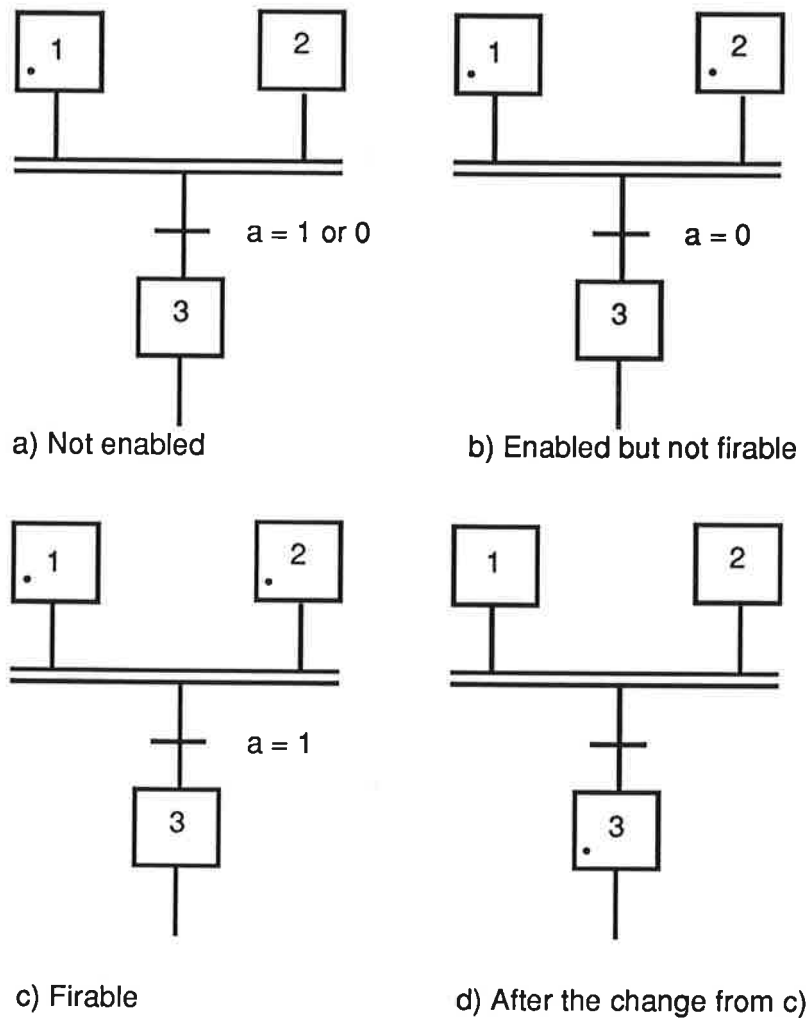 1
2
a = 1 or 0
3
a) Not enabled
1
2
a = 0
3
b) Enabled but not firable
1
2
a = 1
3
c) Firable
1
2
3
d) After the change from c)